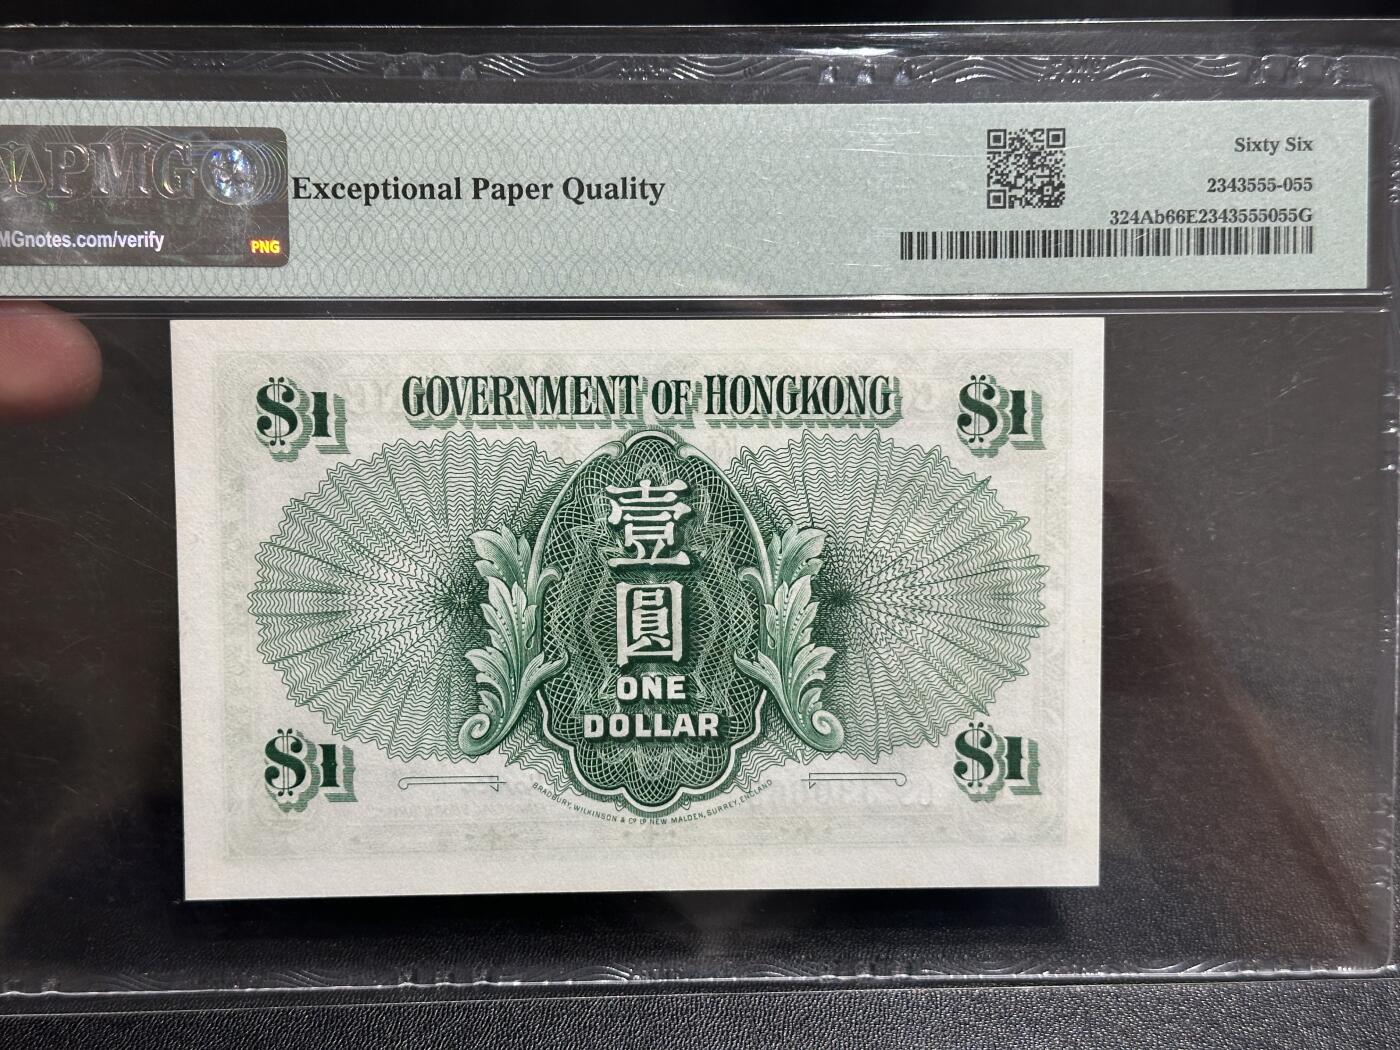 PMG
MGnotes.com/verify
PNG
Exceptional Paper Quality
Sixty Six
2343555-055
324Ab66E2343555055G
GOVERNMENT OF HONGKONG
$1
$1
壹
圓
ONE
DOLLAR
$1
$1
BRADBURY, WILKINSON & Cº Lᴰ NEW MALDEN, SURREY, ENGLAND